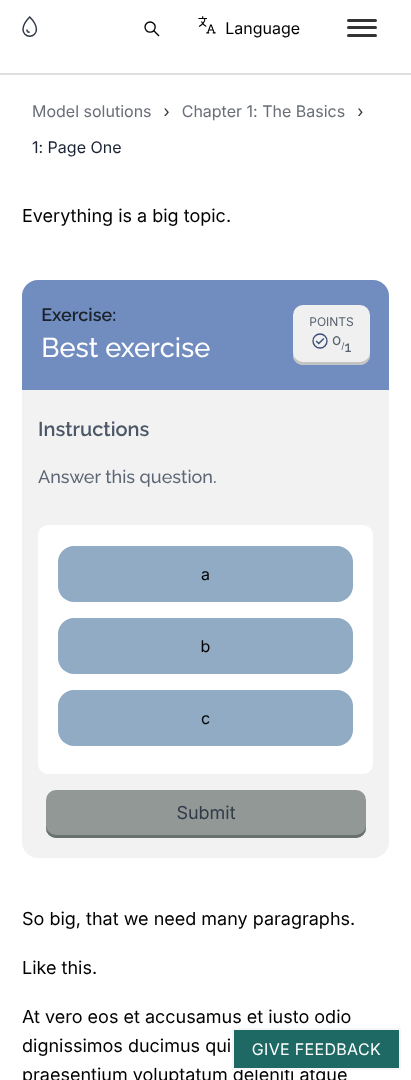 Language
Model solutions › Chapter 1: The Basics ›
1: Page One
Everything is a big topic.
Exercise:
Best exercise
POINTS
0/1
Instructions
Answer this question.
a
b
c
Submit
So big, that we need many paragraphs.
Like this.
At vero eos et accusamus et iusto odio
dignissimos ducimus qui
GIVE FEEDBACK
praesentium voluptatum deleniti atque